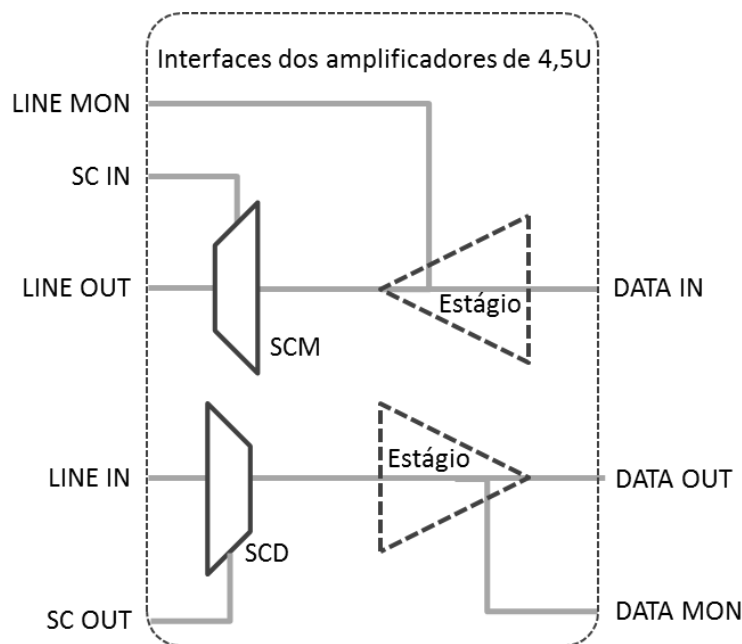 Interfaces dos amplificadores de 4,5U
LINE MON
SC IN
LINE OUT
SCM
Estágio
DATA IN
LINE IN
SCD
Estágio
DATA OUT
SC OUT
DATA MON